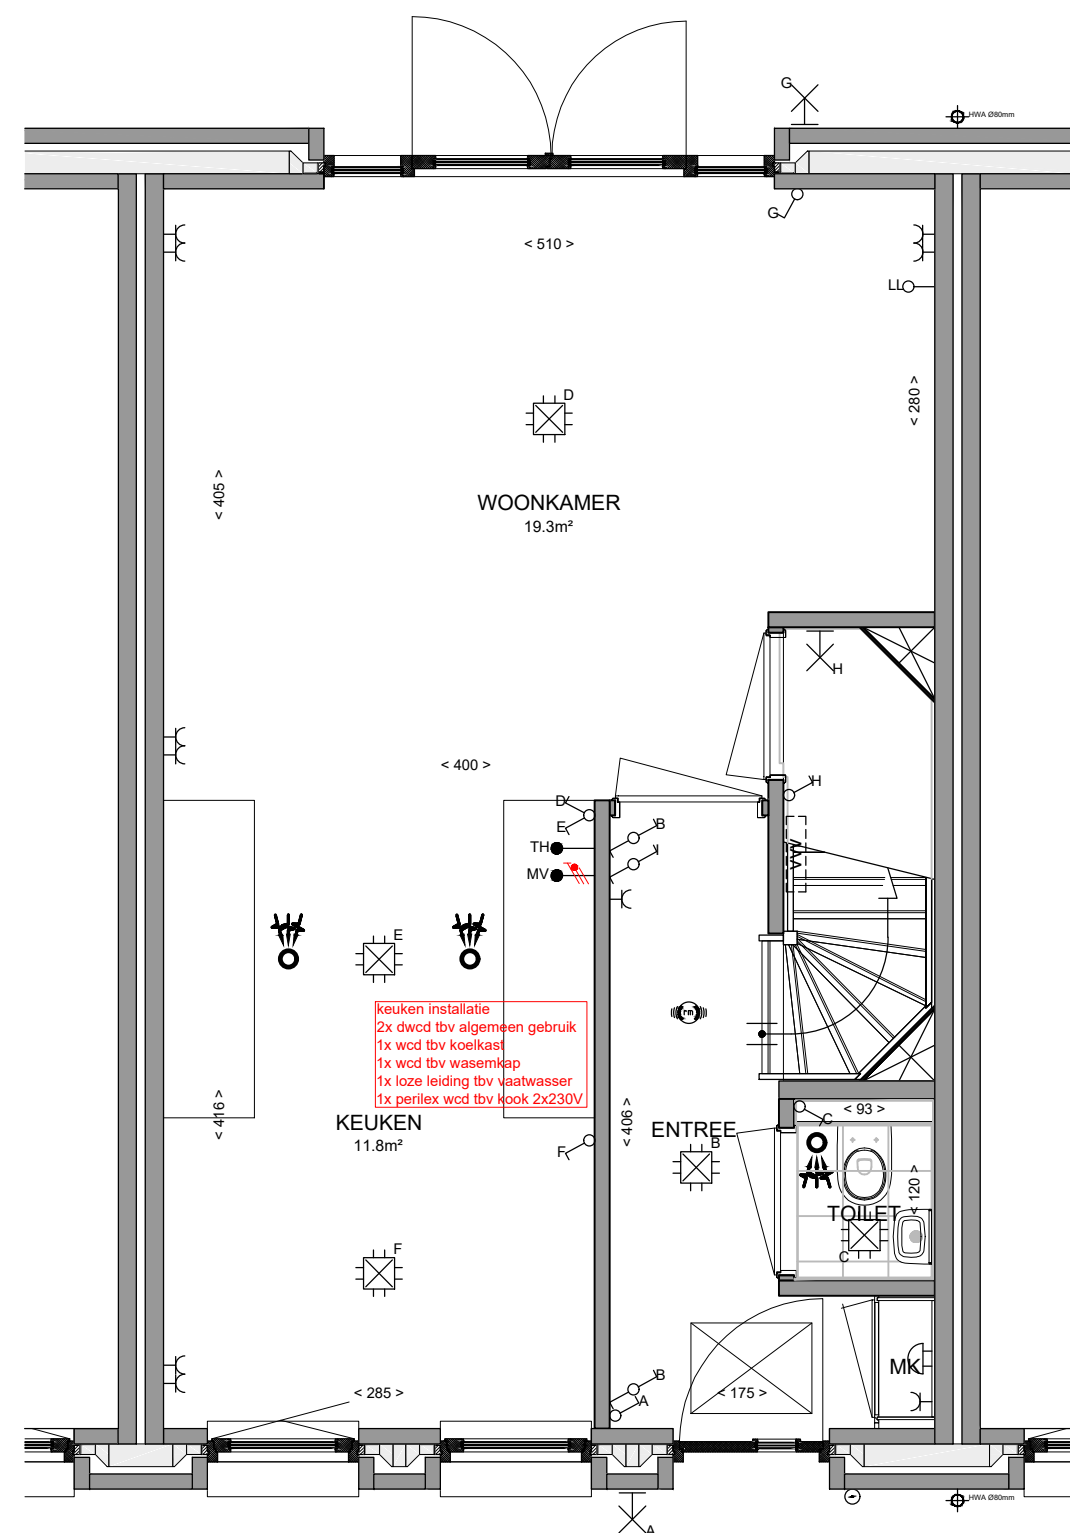 G
HWA Ø80mm
G
< 510 >
LL
< 280 >
D
< 405 >
WOONKAMER
19.3m²
H
< 400 >
H
D
E
B
TH
I
MV
E
keuken installatie
2x dwcd tbv algemeen gebruik
1x wcd tbv koelkast
1x wcd tbv wasemkap
1x loze leiding tbv vaatwasser
1x perilex wcd tbv kook 2x230V
rm
< 416 >
KEUKEN
11.8m²
< 406 >
ENTREE
B
F
< 93 >
C
< 120 >
TOILET
C
F
MK
B
A
< 285 >
< 175 >
HWA Ø80mm
A